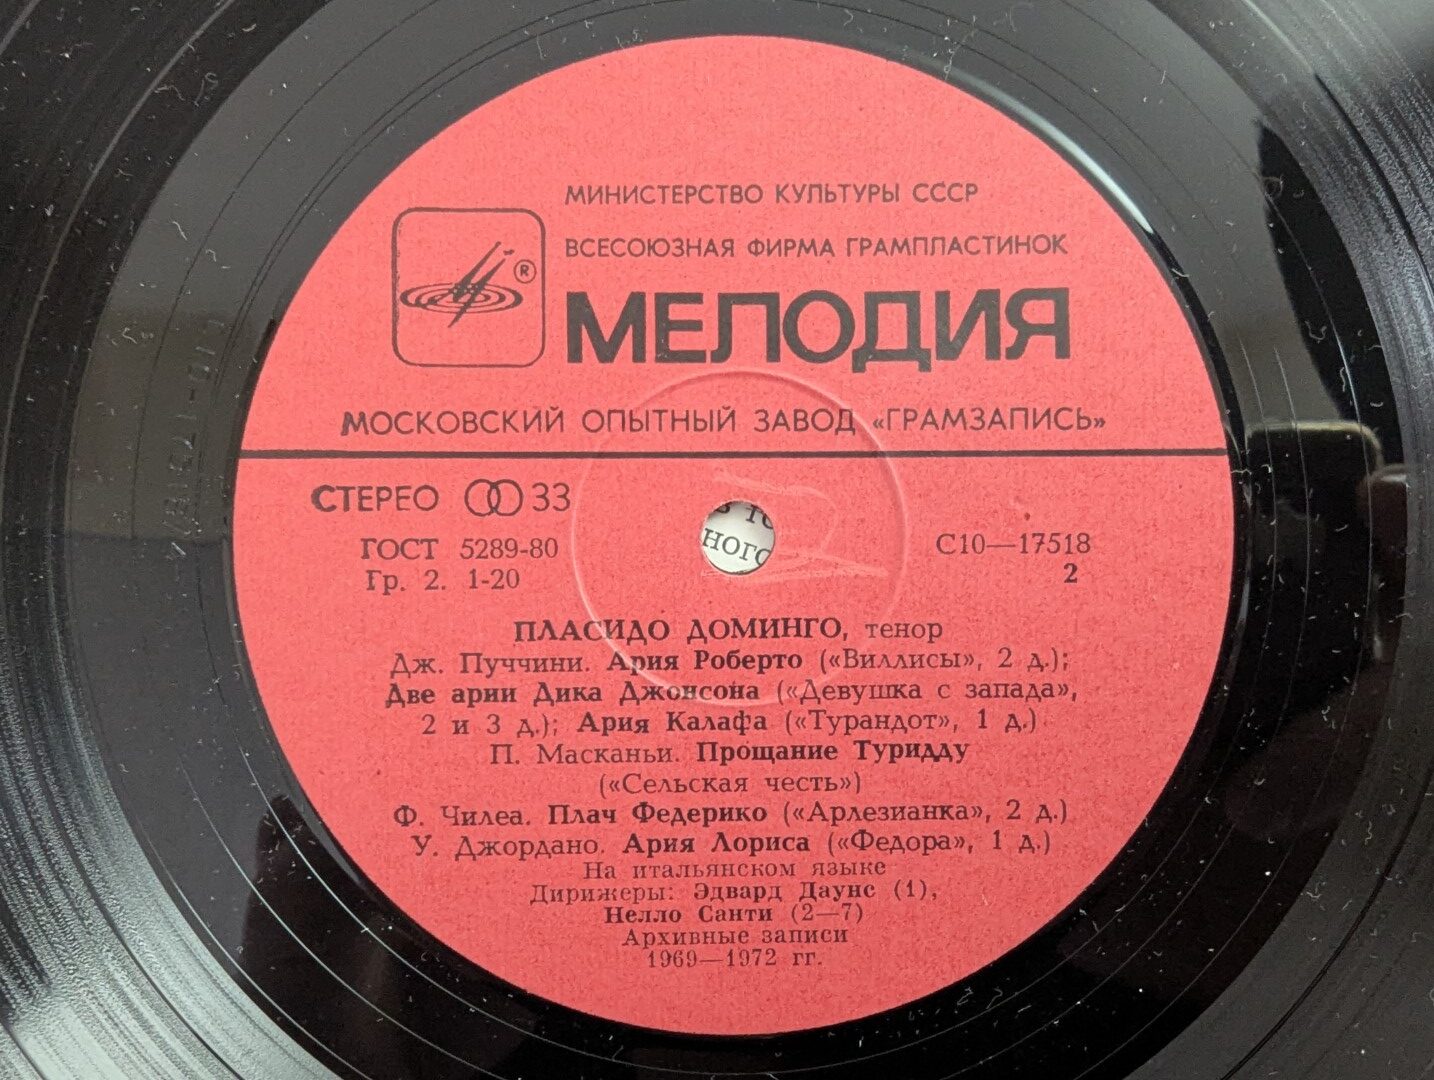 МИНИСТЕРСТВО КУЛЬТУРЫ СССР
ВСЕСОЮЗНАЯ ФИРМА ГРАМПЛАСТИНОК
®
МЕЛОДИЯ
МОСКОВСКИЙ ОПЫТНЫЙ ЗАВОД «ГРАМЗАПИСЬ»
СТЕРЕО 33
ГОСТ 5289-80
Гр. 2. 1-20
С10—17518
2
ного
ПЛАСИДО ДОМИНГО, тенор
Дж. Пуччини. Ария Роберто («Виллисы», 2 д.);
Две арии Дика Джонсона («Девушка с запада»,
2 и 3 д.); Ария Калафа («Турандот», 1 д.)
П. Масканьи. Прощание Туридду
(«Сельская честь»)
Ф. Чилеа. Плач Федерико («Арлезианка», 2 д.)
У. Джордано. Ария Лориса («Федора», 1 д.)
На итальянском языке
Дирижеры: Эдвард Даунс (1),
Нелло Санти (2—7)
Архивные записи
1969—1972 гг.